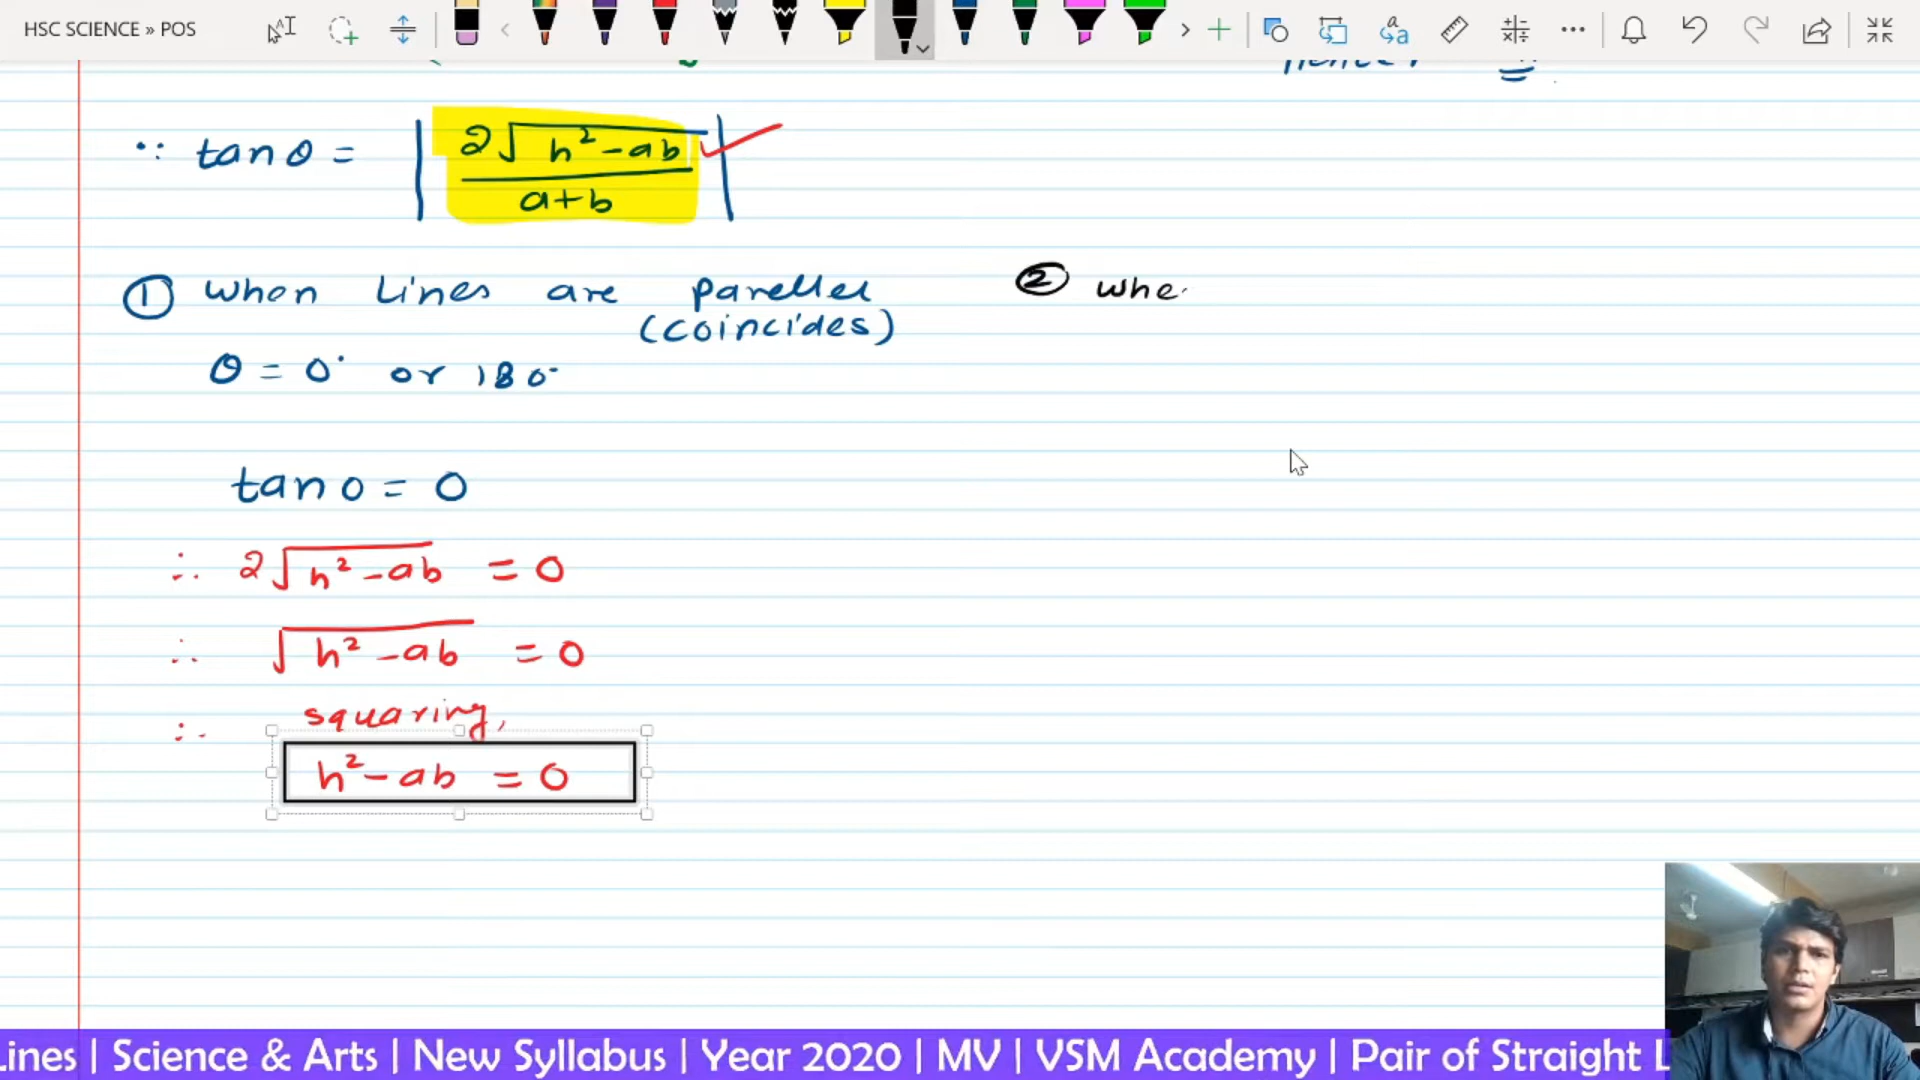 HSC SCIENCE » POS
∵ tan θ = | 2√h²-ab / a+b |
① when Lines are parellel
(coincides)
θ = 0° or 180°
tan 0 = 0
∴ 2√h²-ab = 0
∴ √h²-ab = 0
∴ squaring,
h²-ab = 0
② whe
Lines | Science & Arts | New Syllabus | Year 2020 | MV | VSM Academy | Pair of Straight L